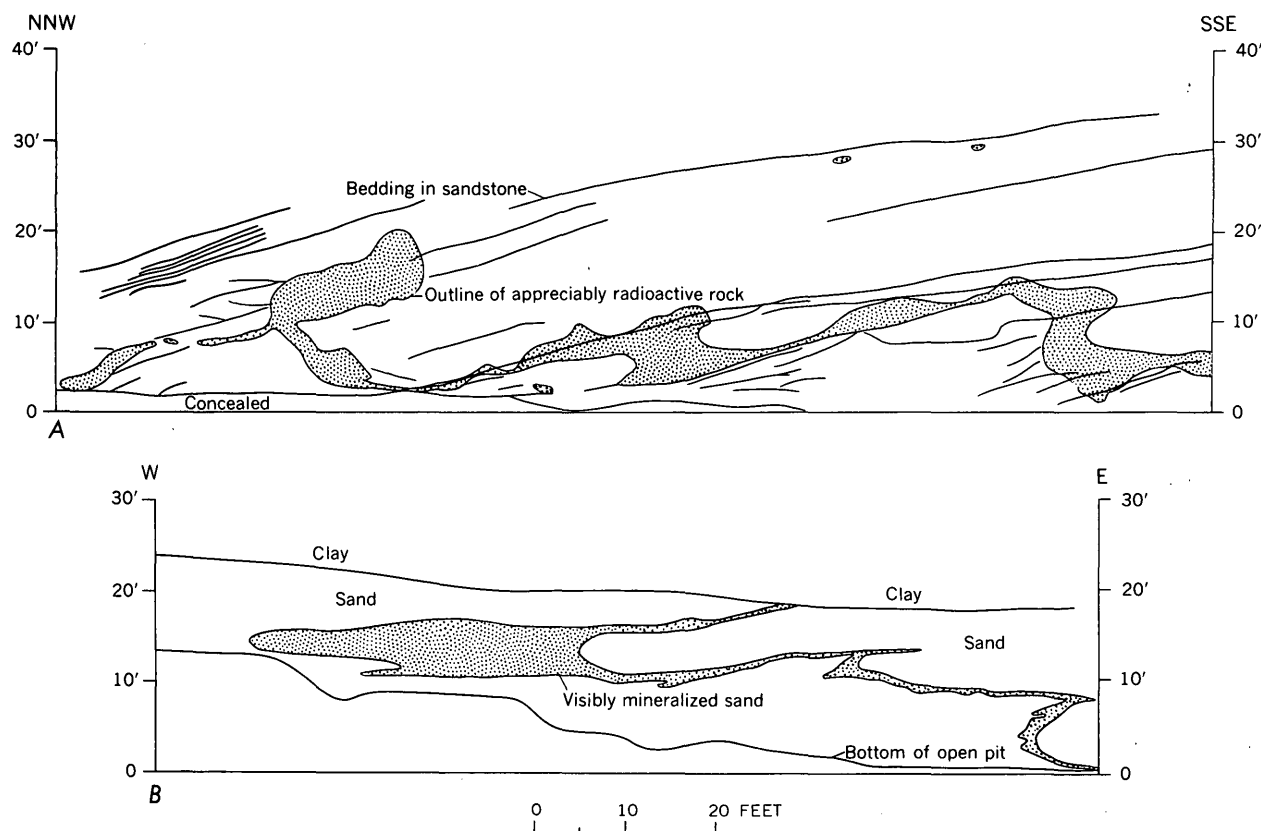 NNW
SSE
40'
40'
30'
30'
Bedding in sandstone
20'
20'
Outline of appreciably radioactive rock
10'
10'
Concealed
0
0
A
W
E
30'
30'
Clay
20'
20'
Clay
Sand
Sand
10'
10'
Visibly mineralized sand
Bottom of open pit
0
0
B
0 10 20 FEET